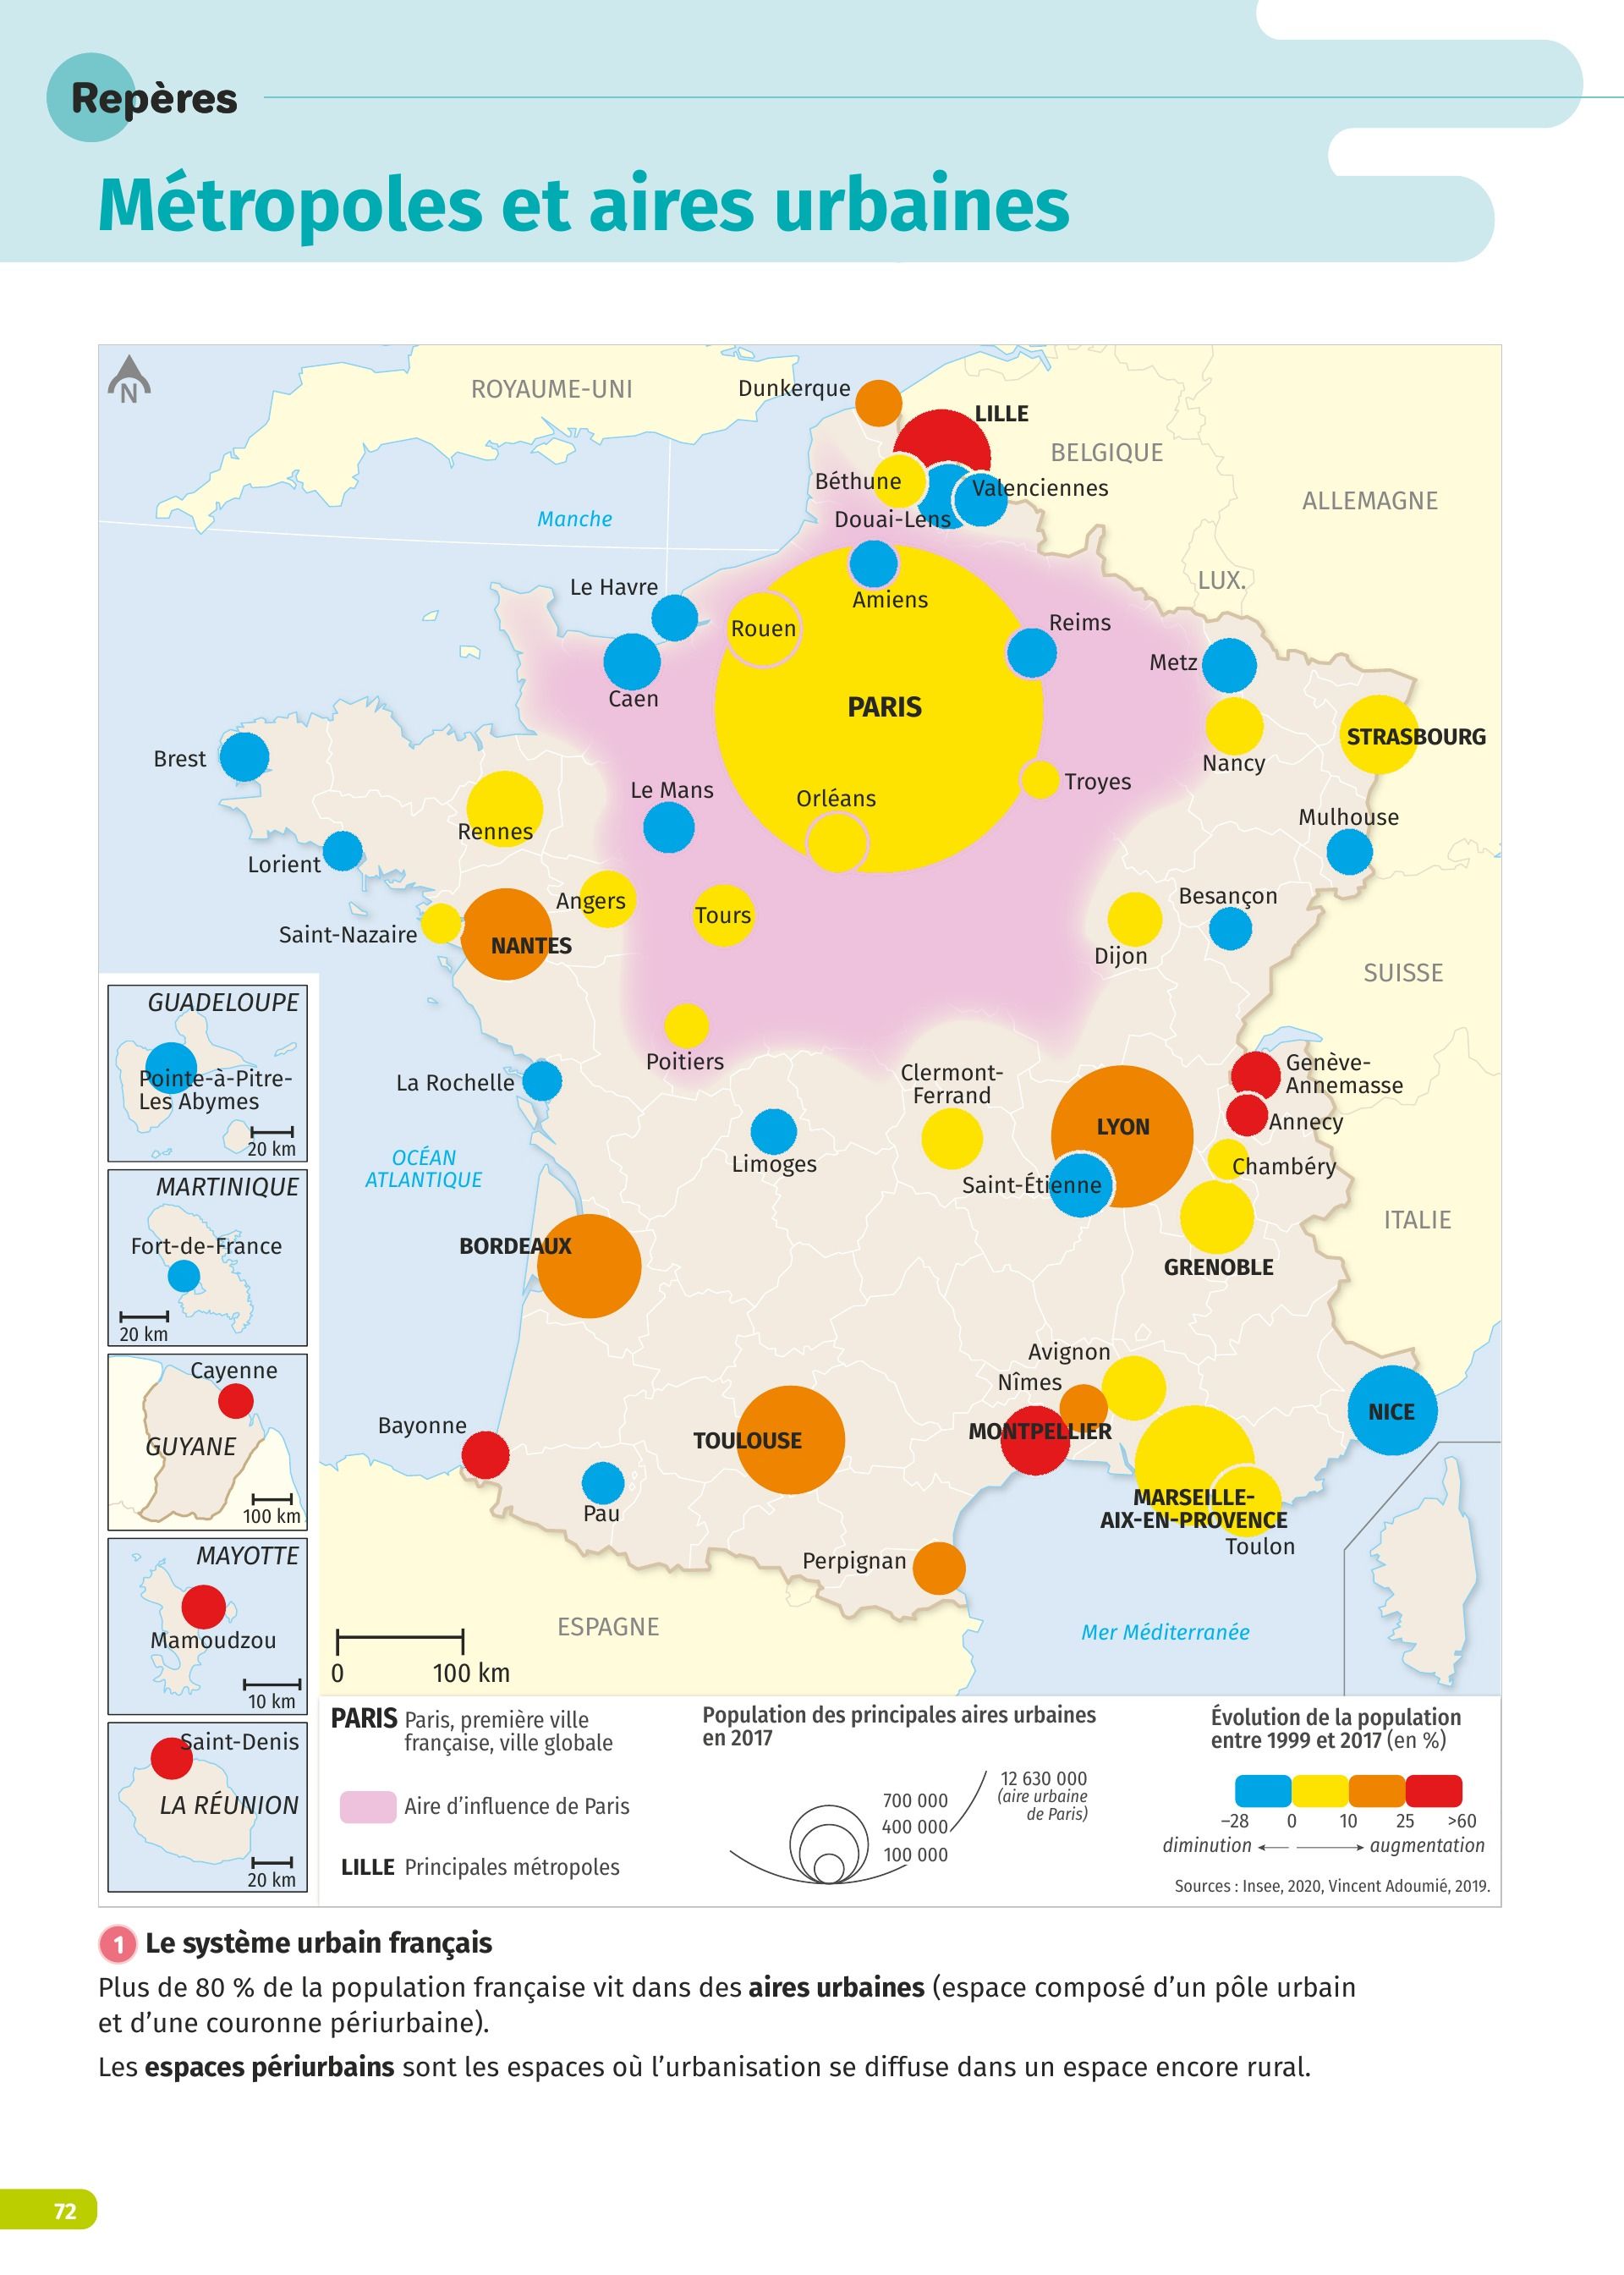 Repères
Métropoles et aires urbaines
N
ROYAUME-UNI
Dunkerque
LILLE
BELGIQUE
ALLEMAGNE
Béthune
Valenciennes
Douai-Lens
Manche
LUX.
Le Havre
Amiens
Rouen
Reims
Metz
Caen
PARIS
STRASBOURG
Nancy
Brest
Le Mans
Orléans
Troyes
Rennes
Mulhouse
Lorient
Angers
Tours
Besançon
Saint-Nazaire
NANTES
Dijon
SUISSE
Poitiers
La Rochelle
Clermont-
Ferrand
Genève-
Annemasse
LYON
Annecy
OCÉAN
ATLANTIQUE
Limoges
Chambéry
Saint-Étienne
ITALIE
BORDEAUX
GRENOBLE
Avignon
Nîmes
NICE
Bayonne
TOULOUSE
MONTPELLIER
Pau
MARSEILLE-
AIX-EN-PROVENCE
Toulon
Perpignan
ESPAGNE
Mer Méditerranée
0 100 km
GUADELOUPE
Pointe-à-Pitre-
Les Abymes
20 km
MARTINIQUE
Fort-de-France
20 km
Cayenne
GUYANE
100 km
MAYOTTE
Mamoudzou
10 km
Saint-Denis
LA RÉUNION
20 km
PARIS Paris, première ville
française, ville globale
Aire d’influence de Paris
LILLE Principales métropoles
Population des principales aires urbaines
en 2017
700 000
400 000
100 000
12 630 000
(aire urbaine
de Paris)
Évolution de la population
entre 1999 et 2017 (en %)
–28 0 10 25 >60
diminution augmentation
Sources : Insee, 2020, Vincent Adoumié, 2019.
1 Le système urbain français
Plus de 80 % de la population française vit dans des aires urbaines (espace composé d’un pôle urbain
et d’une couronne périurbaine).
Les espaces périurbains sont les espaces où l’urbanisation se diffuse dans un espace encore rural.
72